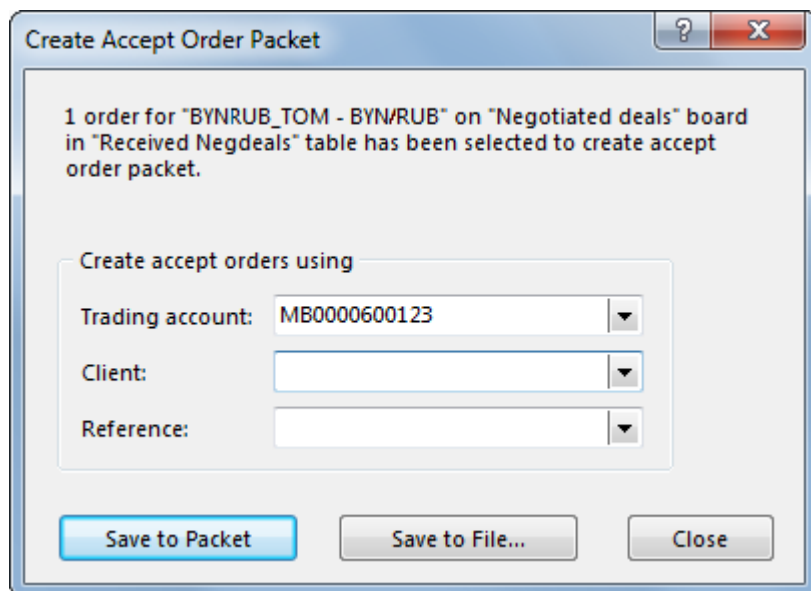 Create Accept Order Packet
1 order for "BYNRUB_TOM - BYN/RUB" on "Negotiated deals" board
in "Received Negdeals" table has been selected to create accept
order packet.
Create accept orders using
Trading account: MB0000600123
Client:
Reference:
Save to Packet Save to File... Close